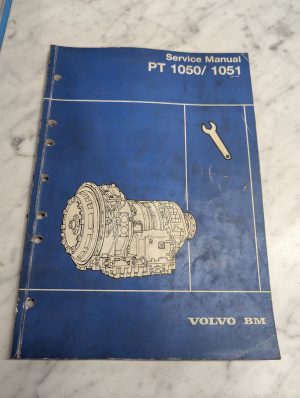 Service Manual
PT 1050/ 1051
VOLVO BM